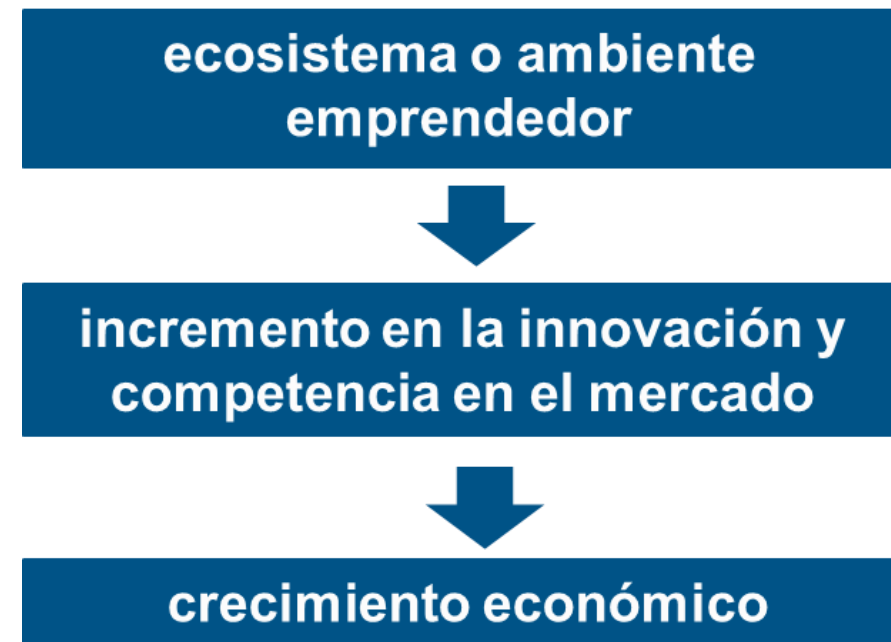 ecosistema o ambiente
emprendedor
incremento en la innovación y
competencia en el mercado
crecimiento económico